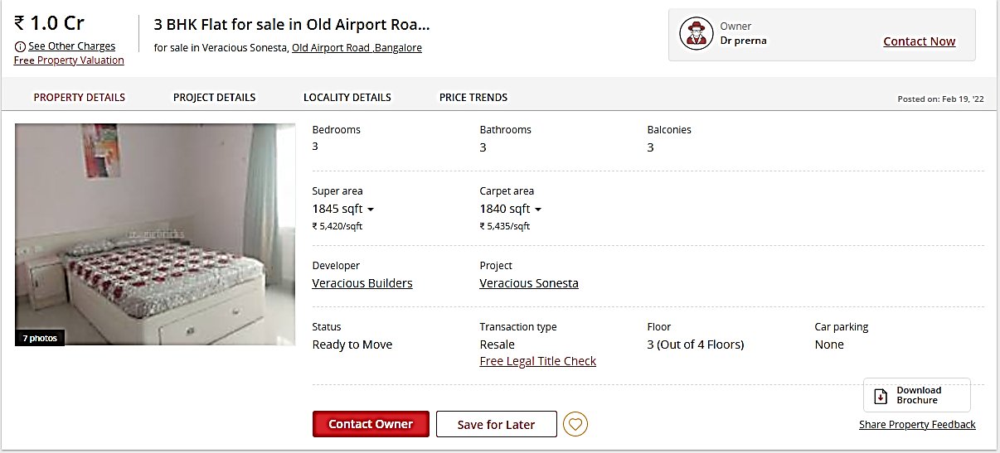 ₹ 1.0 Cr
See Other Charges
Free Property Valuation
3 BHK Flat for sale in Old Airport Roa...
for sale in Veracious Sonesta, Old Airport Road ,Bangalore
Owner
Dr prerna
Contact Now
PROPERTY DETAILS PROJECT DETAILS LOCALITY DETAILS PRICE TRENDS
Posted on: Feb 19, '22
7 photos
Bedrooms Bathrooms Balconies
3 3 3
Super area Carpet area
1845 sqft 1840 sqft
₹ 5,420/sqft ₹ 5,435/sqft
Developer Project
Veracious Builders Veracious Sonesta
Status Transaction type Floor Car parking
Ready to Move Resale 3 (Out of 4 Floors) None
Free Legal Title Check
Download
Brochure
Contact Owner Save for Later
Share Property Feedback